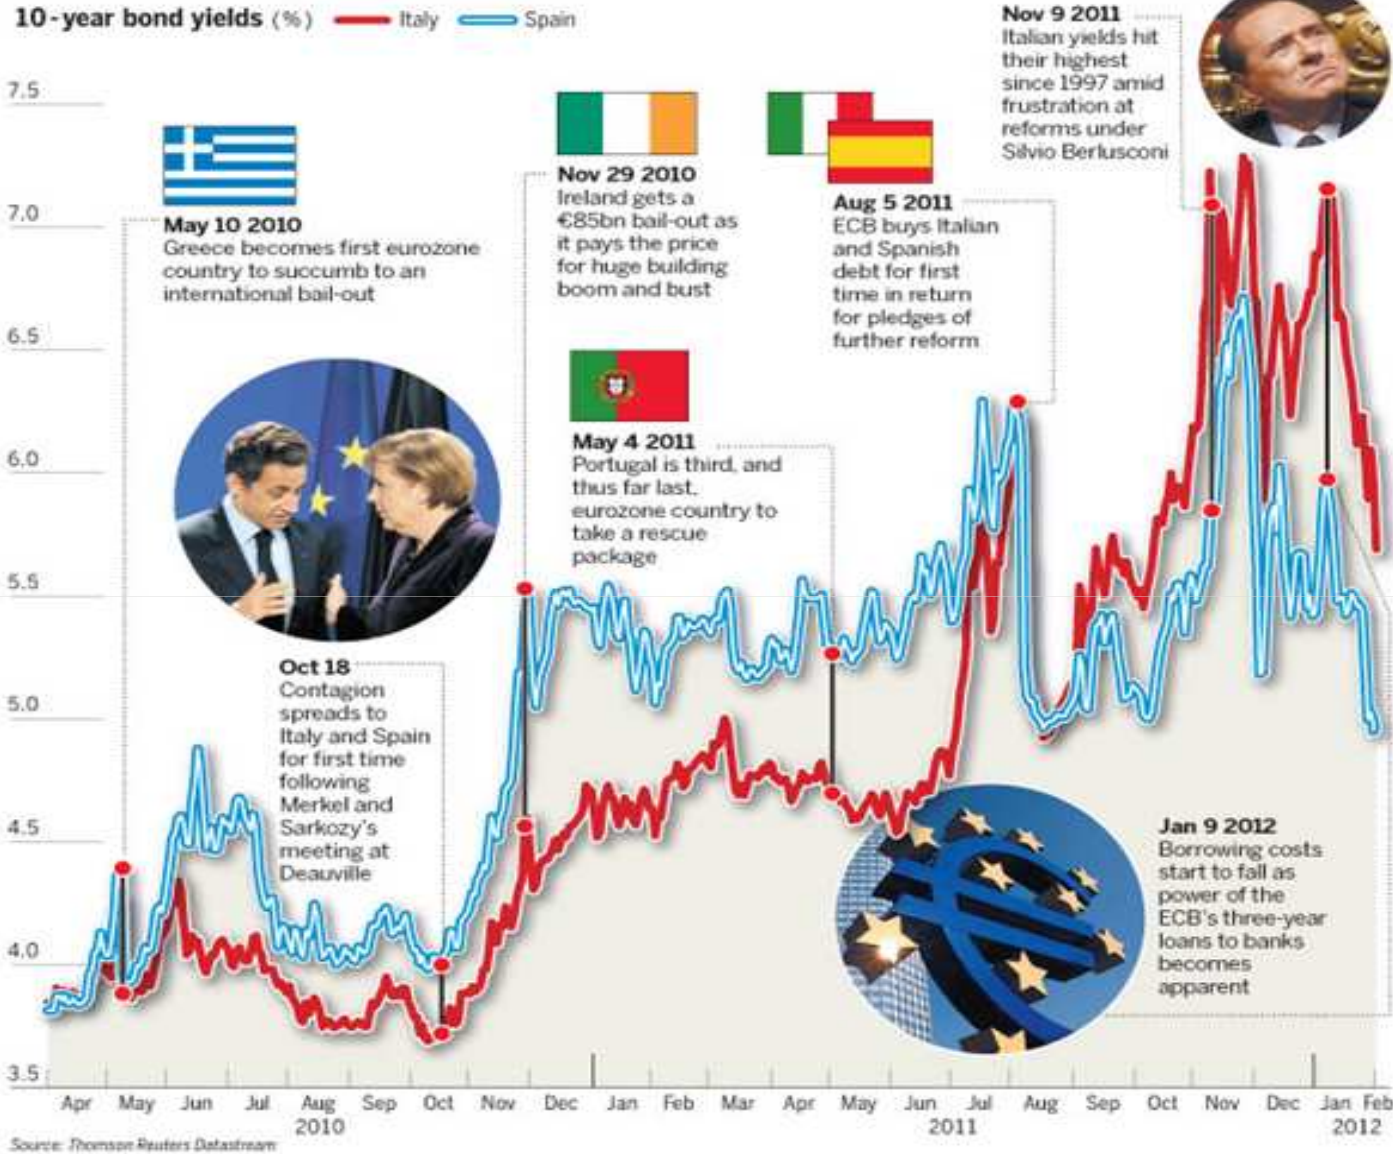 10-year bond yields (%) Italy Spain
Nov 9 2011
Italian yields hit
their highest
since 1997 amid
frustration at
reforms under
Silvio Berlusconi
7.5
7.0
6.5
6.0
5.5
5.0
4.5
4.0
3.5
May 10 2010
Greece becomes first eurozone
country to succumb to an
international bail-out
Nov 29 2010
Ireland gets a
€85bn bail-out as
it pays the price
for huge building
boom and bust
Aug 5 2011
ECB buys Italian
and Spanish
debt for first
time in return
for pledges of
further reform
May 4 2011
Portugal is third, and
thus far last,
eurozone country to
take a rescue
package
Oct 18
Contagion
spreads to
Italy and Spain
for first time
following
Merkel and
Sarkozy's
meeting at
Deauville
Jan 9 2012
Borrowing costs
start to fall as
power of the
ECB's three-year
loans to banks
becomes
apparent
Apr May Jun Jul Aug Sep Oct Nov Dec Jan Feb Mar Apr May Jun Jul Aug Sep Oct Nov Dec Jan Feb
2010 2011 2012
Source: Thomson Reuters Datastream